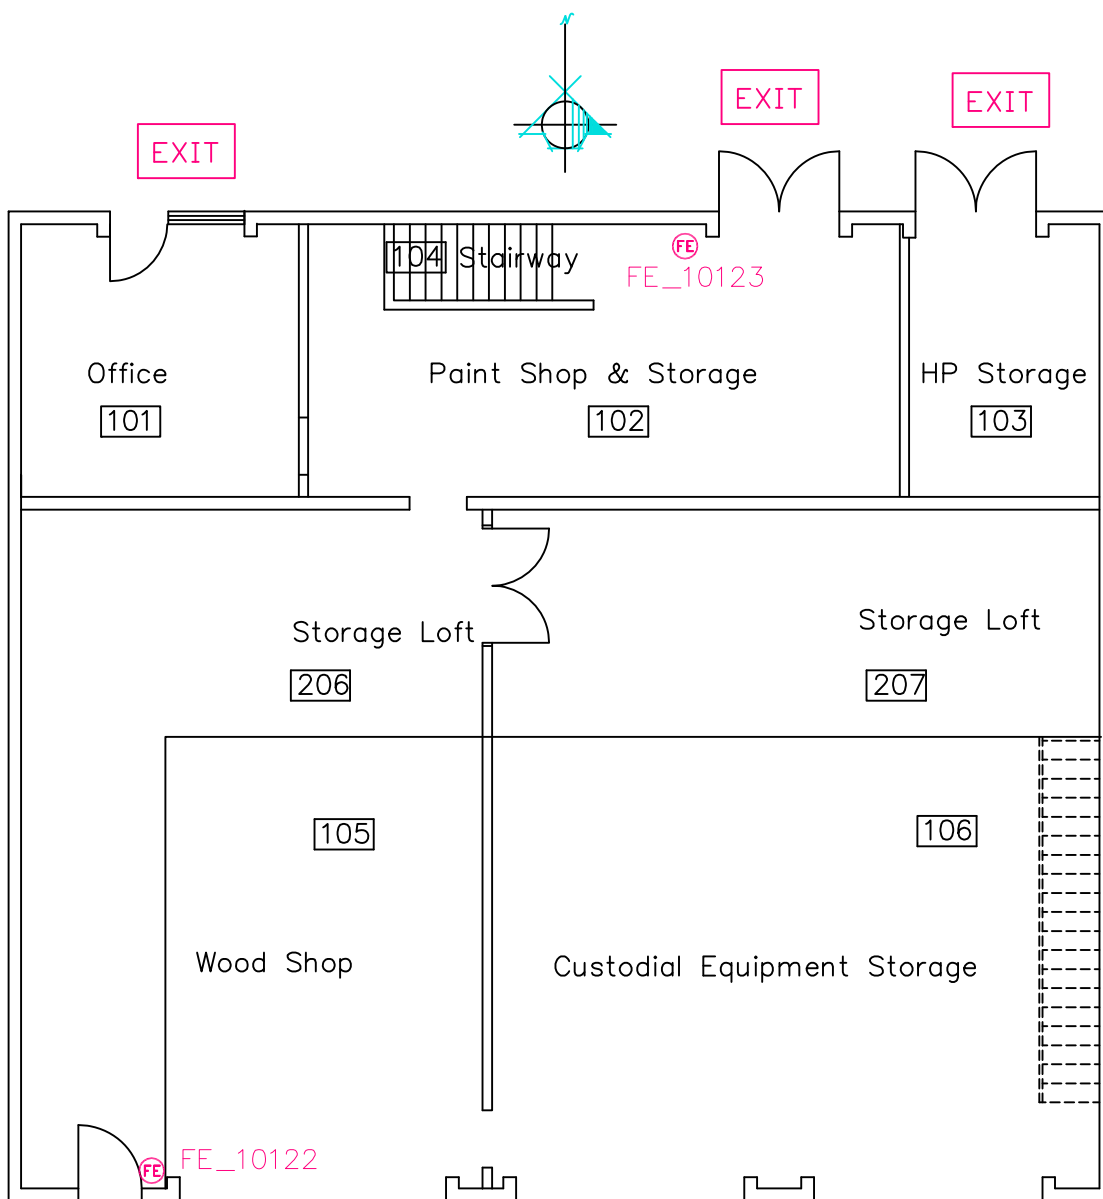 N
EXIT
EXIT
EXIT
104 Stairway
FE
FE_10123
Office
101
Paint Shop & Storage
102
HP Storage
103
Storage Loft
206
Storage Loft
207
105
106
Wood Shop
Custodial Equipment Storage
FE
FE_10122